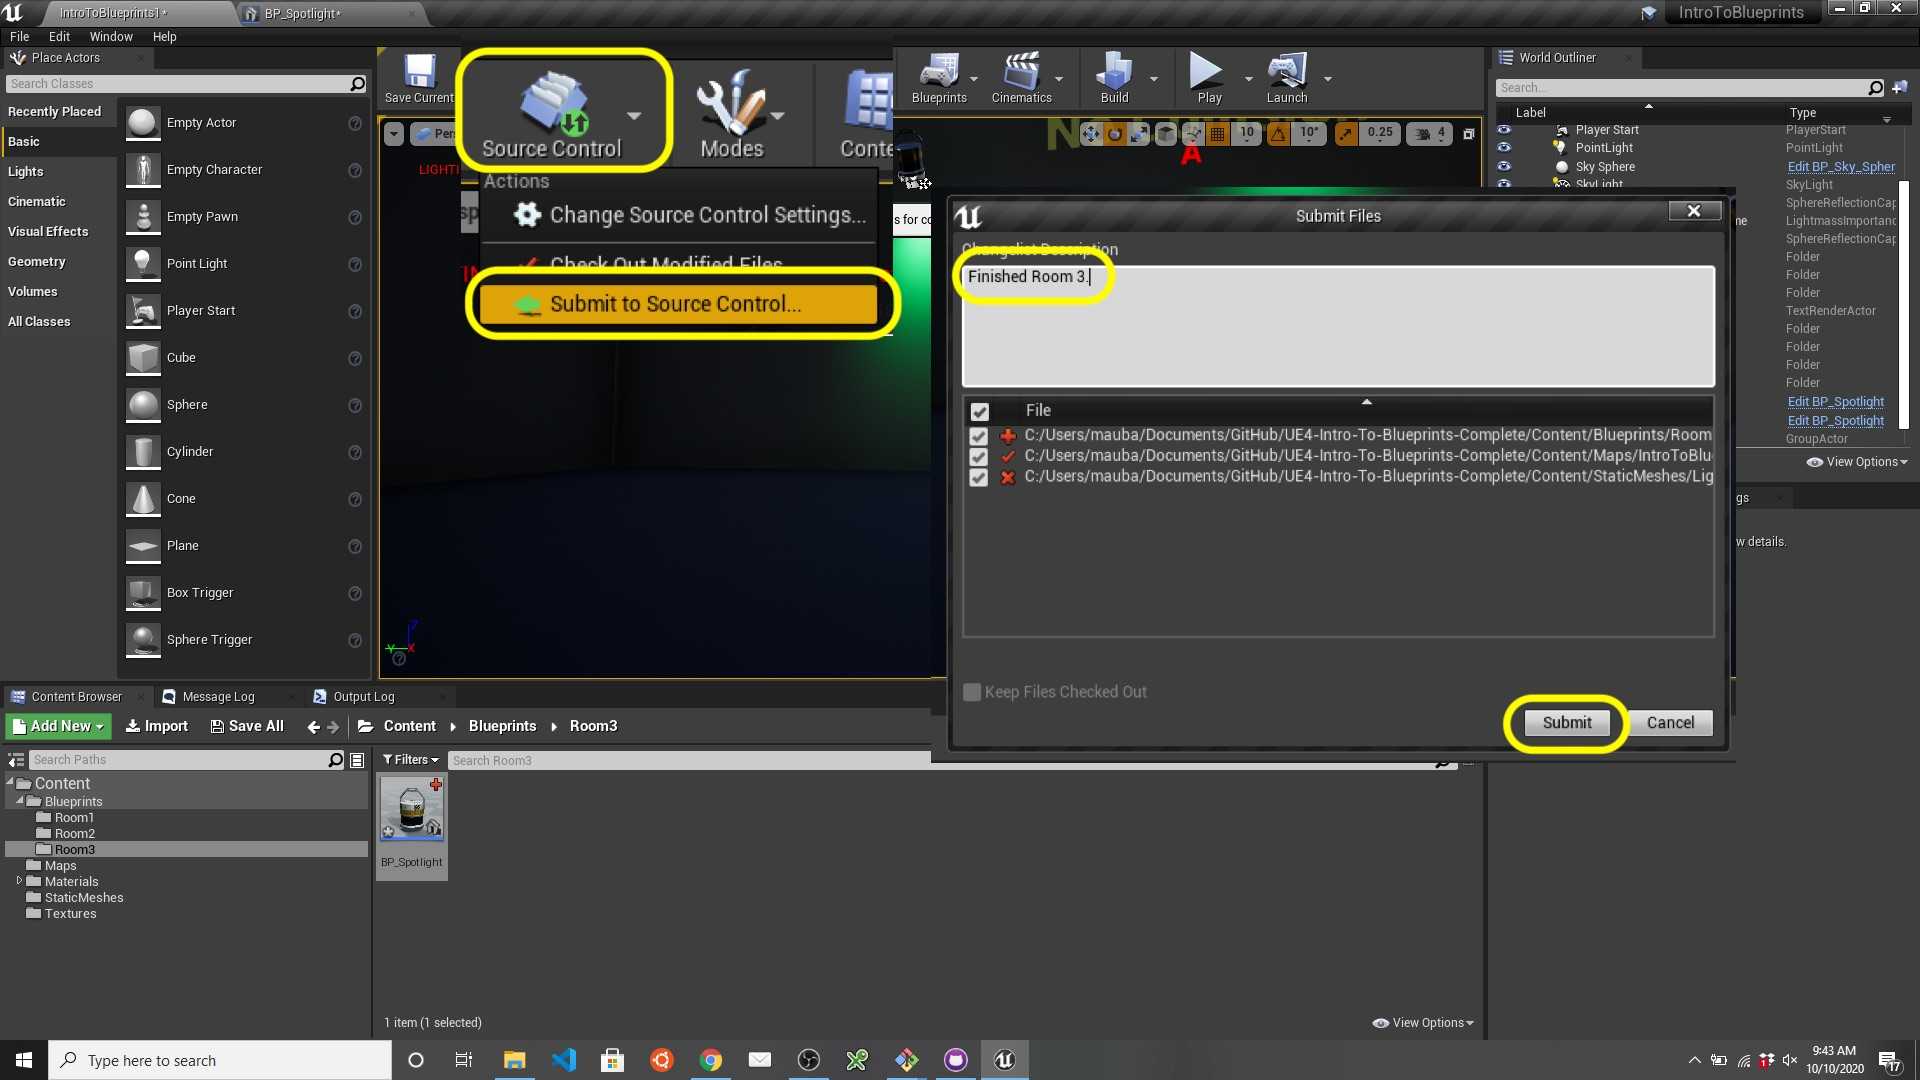 IntroToBlueprints1*
BP_Spotlight*
IntroToBlueprints
File Edit Window Help
Place Actors
Search Classes
Recently Placed
Basic
Lights
Cinematic
Visual Effects
Geometry
Volumes
All Classes
Empty Actor
Empty Character
Empty Pawn
Point Light
Player Start
Cube
Sphere
Cylinder
Cone
Plane
Box Trigger
Sphere Trigger
Save Current
Source Control
Modes
Conte
Blueprints
Cinematics
Build
Play
Launch
Pers
LIGHTI
10
10°
0.25
4
A
Actions
Change Source Control Settings...
Check Out Modified Files
Submit to Source Control...
s for co
Submit Files
Changelist Description
Finished Room 3.
File
C:/Users/mauba/Documents/GitHub/UE4-Intro-To-Blueprints-Complete/Content/Blueprints/Room
C:/Users/mauba/Documents/GitHub/UE4-Intro-To-Blueprints-Complete/Content/Maps/IntroToBlu
C:/Users/mauba/Documents/GitHub/UE4-Intro-To-Blueprints-Complete/Content/StaticMeshes/Lig
Keep Files Checked Out
Submit
Cancel
World Outliner
Search...
Label Type
Player Start PlayerStart
PointLight PointLight
Sky Sphere Edit BP_Sky_Spher
SkyLight SkyLight
SphereReflectionCap
me LightmassImportanc
SphereReflectionCap
Folder
Folder
Folder
TextRenderActor
Folder
Folder
Folder
Folder
Edit BP_Spotlight
Edit BP_Spotlight
GroupActor
View Options
gs
w details.
Content Browser
Message Log
Output Log
Add New
Import
Save All
Content
Blueprints
Room3
Search Paths
Filters
Search Room3
Content
Blueprints
Room1
Room2
Room3
Maps
Materials
StaticMeshes
Textures
BP_Spotlight
1 item (1 selected)
View Options
Type here to search
9:43 AM
10/10/2020
17